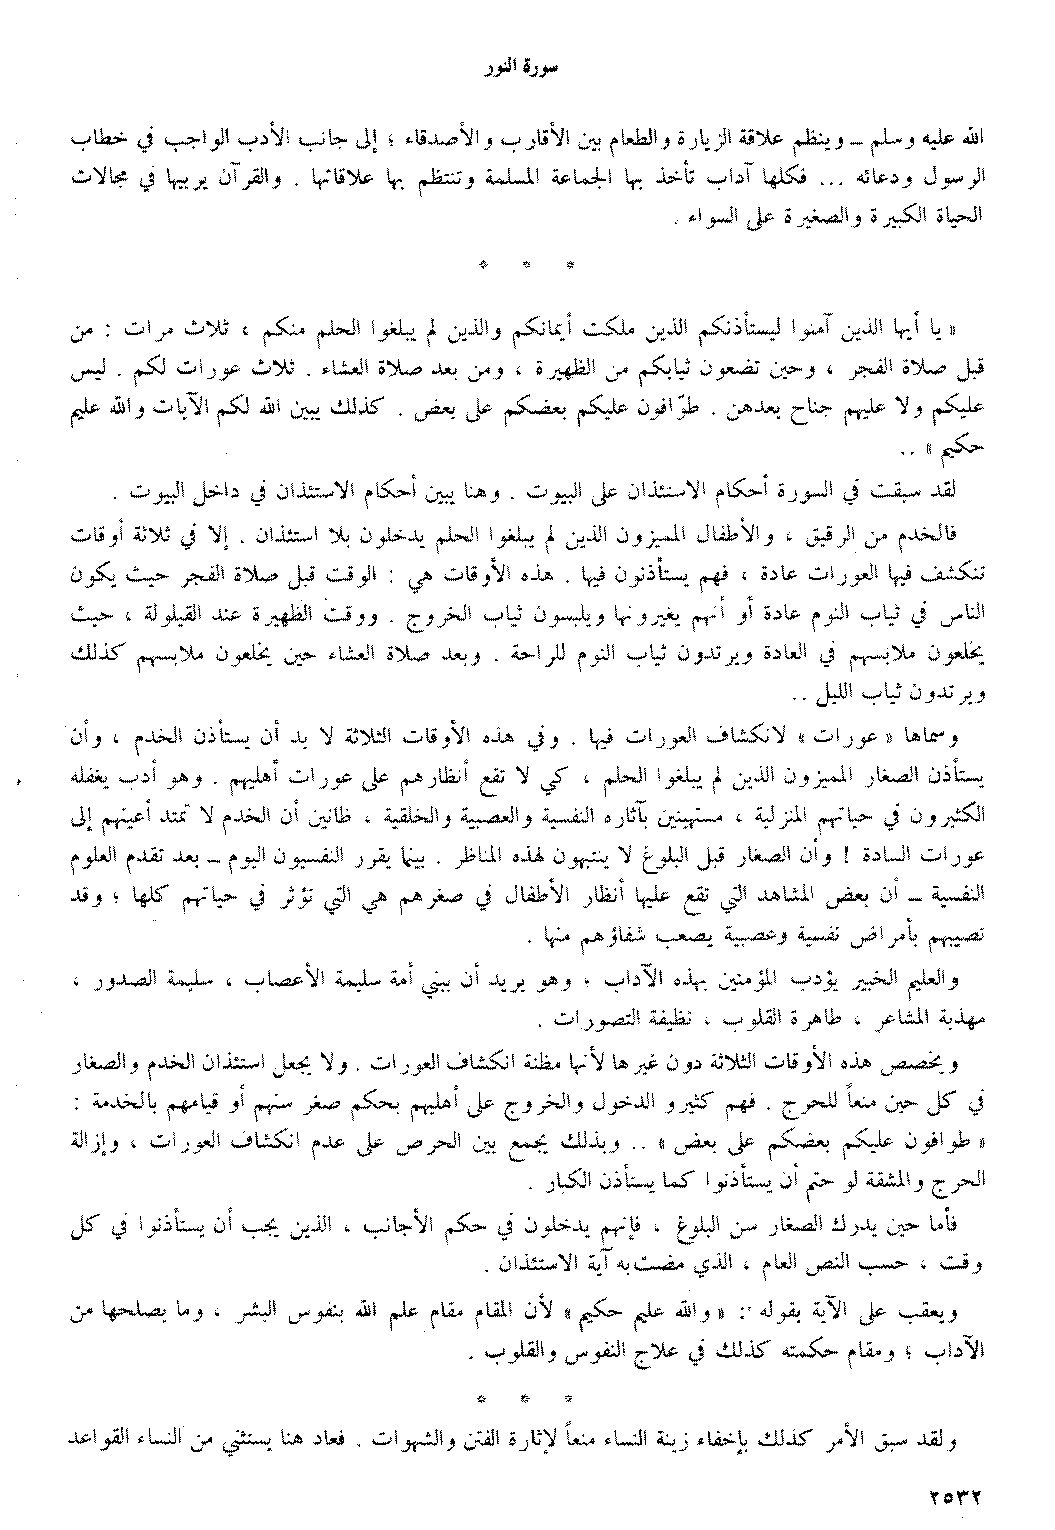 سورة النور
الله عليه وسلم – وينظم علاقة الزيارة والطعام بين الأقارب والأصدقاء ؛ إلى جانب الأدب الواجب في خطاب
الرسول ودعائه ... فكلها آداب تأخذ بها الجماعة المسلمة وتنتظم بها علاقاتها . والقرآن يربيها في مجالات
الحياة الكبيرة والصغيرة على السواء .
* * *
« يا أيها الذين آمنوا ليستأذنكم الذين ملكت أيمانكم والذين لم يبلغوا الحلم منكم ، ثلاث مرات : من
قبل صلاة الفجر ، وحين تضعون ثيابكم من الظهيرة ، ومن بعد صلاة العشاء . ثلاث عورات لكم . ليس
عليكم ولا عليهم جناح بعدهن . طوّافون عليكم بعضكم على بعض . كذلك يبين الله لكم الآيات والله عليم
حكيم » ..
لقد سبقت في السورة أحكام الاستئذان على البيوت . وهنا يبين أحكام الاستئذان في داخل البيوت .
فالخدم من الرقيق ، والأطفال المميزون الذين لم يبلغوا الحلم يدخلون بلا استئذان . إلا في ثلاثة أوقات
تنكشف فيها العورات عادة ، فهم يستأذنون فيها . هذه الأوقات هي : الوقت قبل صلاة الفجر حيث يكون
الناس في ثياب النوم عادة أو أنهم يغيرونها ويلبسون ثياب الخروج . ووقت الظهيرة عند القيلولة ، حيث
يخلعون ملابسهم في العادة ويرتدون ثياب النوم للراحة . وبعد صلاة العشاء حين يخلعون ملابسهم كذلك
ويرتدون ثياب الليل ..
وسماها « عورات » لانكشاف العورات فيها . وفي هذه الأوقات الثلاثة لا بد أن يستأذن الخدم ، وأن
يستأذن الصغار المميزون الذين لم يبلغوا الحلم ، كي لا تقع أنظارهم على عورات أهليهم . وهو أدب يغفله
الكثيرون في حياتهم المنزلية ، مستهينين بآثاره النفسية والعصبية والخلقية ، ظانين أن الخدم لا تمتد أعينهم إلى
عورات السادة ! وأن الصغار قبل البلوغ لا ينتبهون لهذه المناظر . بينما يقرر النفسيون اليوم – بعد تقدم العلوم
النفسية – أن بعض المشاهد التي تقع عليها أنظار الأطفال في صغرهم هي التي تؤثر في حياتهم كلها ؛ وقد
تصيبهم بأمراض نفسية وعصبية يصعب شفاؤهم منها .
والعليم الخبير يؤدب المؤمنين بهذه الآداب ؛ وهو يريد أن يبني أمة سليمة الأعصاب ، سليمة الصدور ،
مهذبة المشاعر ، طاهرة القلوب ، نظيفة التصورات .
ويخصص هذه الأوقات الثلاثة دون غيرها لأنها مظنة انكشاف العورات . ولا يجعل استئذان الخدم والصغار
في كل حين منعاً للحرج . فهم كثيرو الدخول والخروج على أهليهم بحكم صغر سنهم أو قيامهم بالخدمة :
« طوافون عليكم بعضكم على بعض » .. وبذلك يجمع بين الحرص على عدم انكشاف العورات ، وإزالة
الحرج والمشقة لو حتم أن يستأذنوا كما يستأذن الكبار .
فأما حين يدرك الصغار سن البلوغ ، فإنهم يدخلون في حكم الأجانب ، الذين يجب أن يستأذنوا في كل
وقت ، حسب النص العام ، الذي مضت به آية الاستئذان .
ويعقب على الآية بقوله : « والله عليم حكيم » لأن المقام مقام علم الله بنفوس البشر ، وما يصلحها من
الآداب ؛ ومقام حكمته كذلك في علاج النفوس والقلوب .
* * *
ولقد سبق الأمر كذلك بإخفاء زينة النساء منعاً لإثارة الفتن والشهوات . فعاد هنا يستثني من النساء القواعد
٢٥٣٢